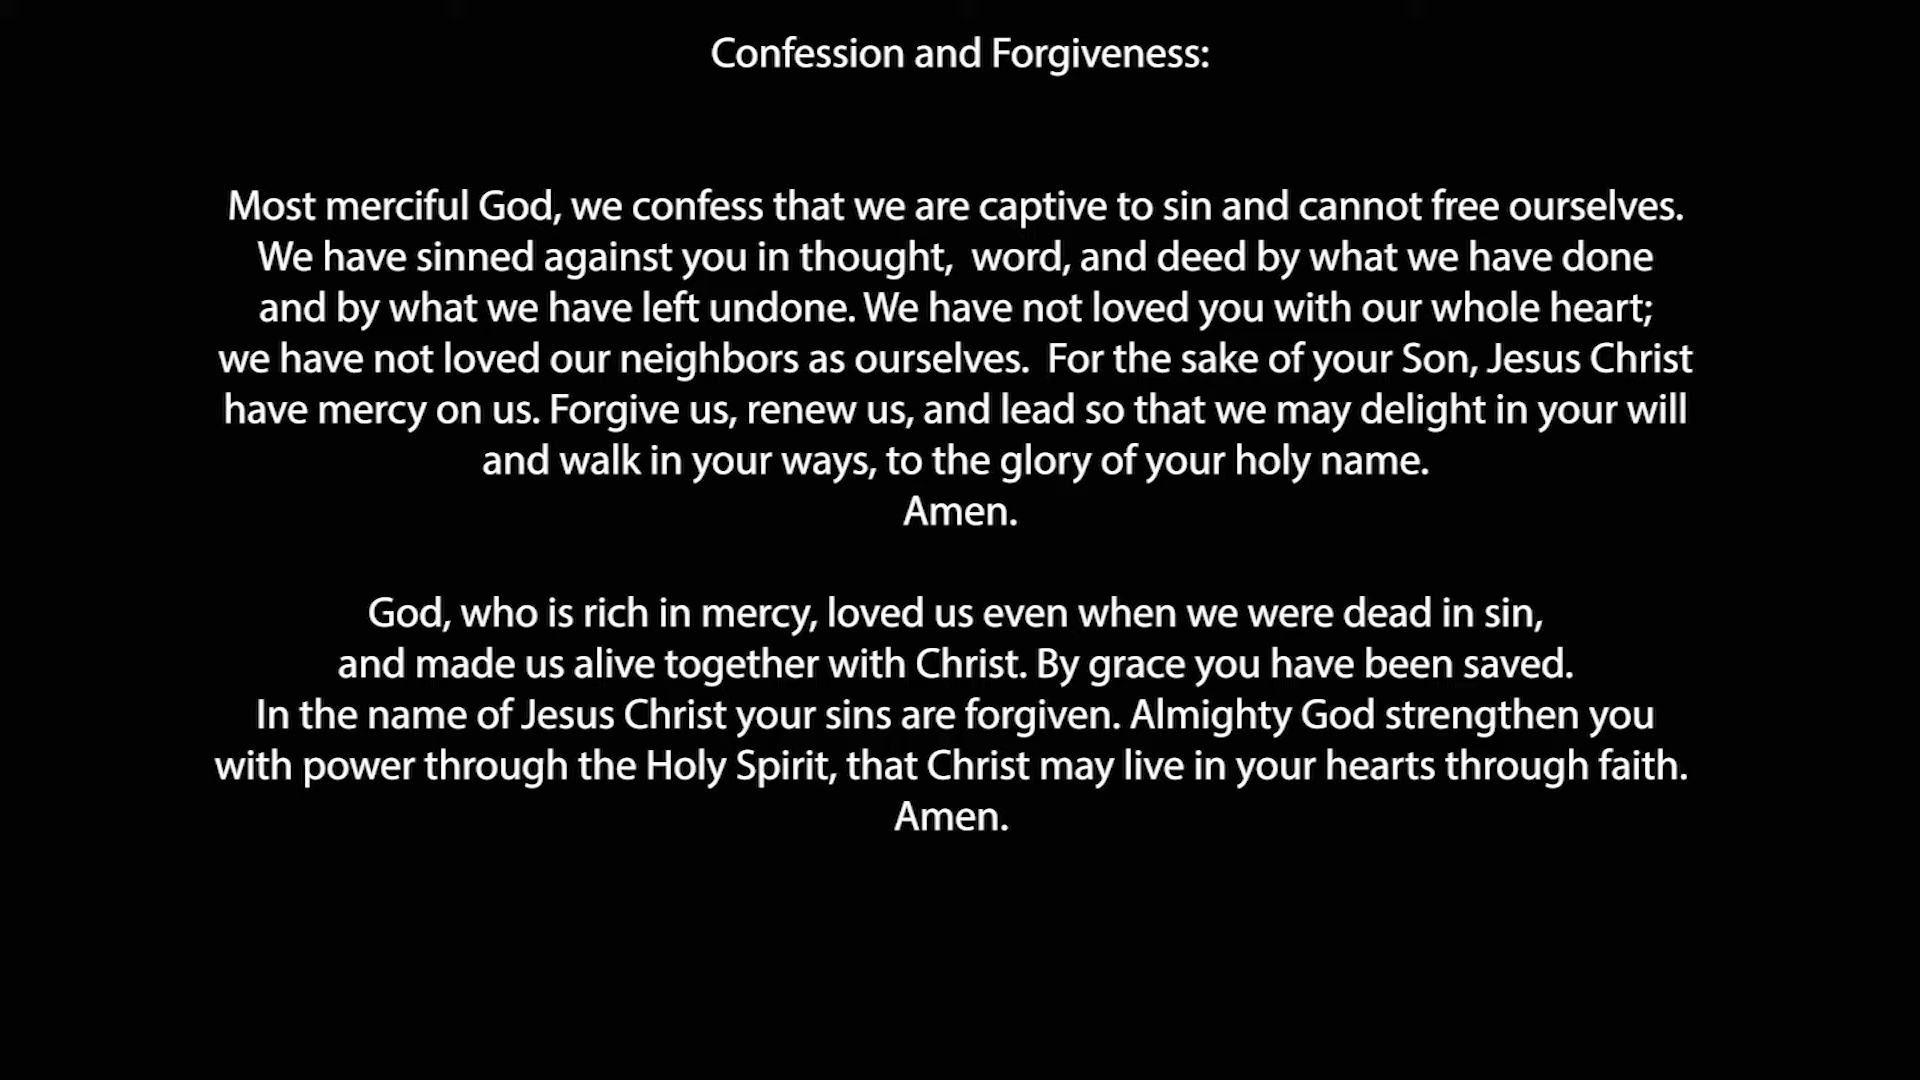 Confession and Forgiveness:
Most merciful God, we confess that we are captive to sin and cannot free ourselves.
We have sinned against you in thought,  word, and deed by what we have done
and by what we have left undone. We have not loved you with our whole heart;
we have not loved our neighbors as ourselves.  For the sake of your Son, Jesus Christ
have mercy on us. Forgive us, renew us, and lead so that we may delight in your will
and walk in your ways, to the glory of your holy name.
Amen.
God, who is rich in mercy, loved us even when we were dead in sin,
and made us alive together with Christ. By grace you have been saved.
In the name of Jesus Christ your sins are forgiven. Almighty God strengthen you
with power through the Holy Spirit, that Christ may live in your hearts through faith.
Amen.